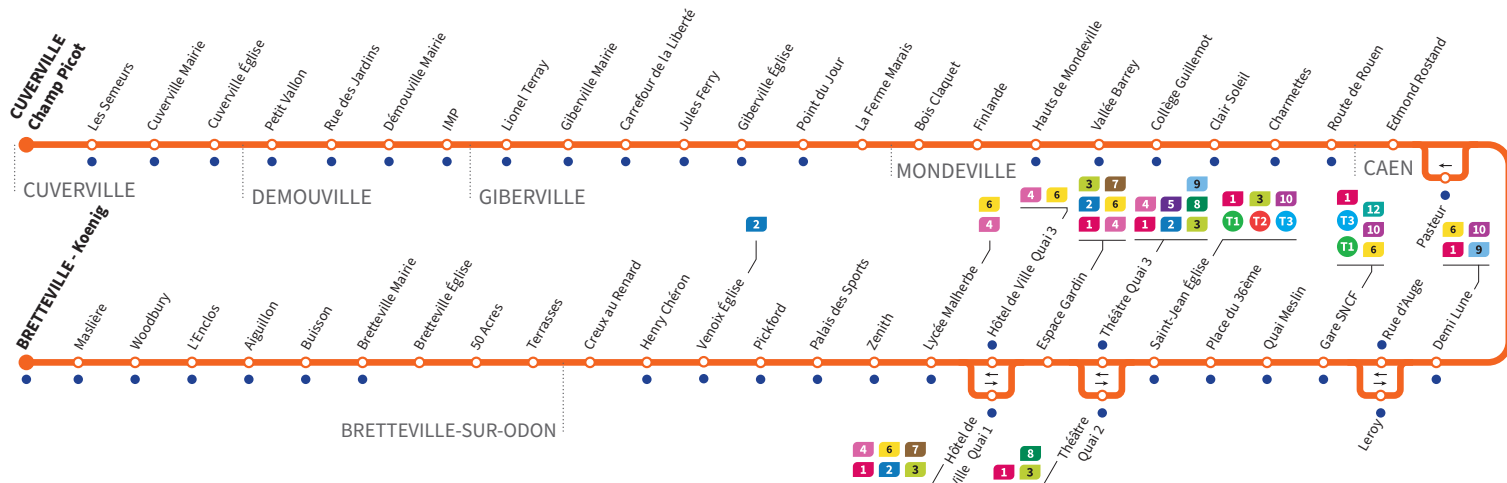 CUVERVILLE
Champ Picot
Les Semeurs
Cuverville Mairie
Cuverville Église
Petit Vallon
Rue des Jardins
Démouville Mairie
IMP
Lionel Terray
Giberville Mairie
Carrefour de la Liberté
Jules Ferry
Giberville Église
Point du Jour
La Ferme Marais
Bois Claquet
Finlande
Hauts de Mondeville
Vallée Barrey
Collège Guillemot
Clair Soleil
Charmettes
Route de Rouen
Edmond Rostand
Pasteur
CUVERVILLE
DEMOUVILLE
GIBERVILLE
MONDEVILLE
CAEN
BRETTEVILLE - Koenig
Maslière
Woodbury
L'Enclos
Aiguillon
Buisson
Bretteville Mairie
Bretteville Église
50 Acres
Terrasses
Creux au Renard
Henry Chéron
2
Venoix Église
Pickford
Palais des Sports
Zenith
6
4
Lycée Malherbe
4 6
Hôtel de Ville Quai 3
3 7
2 6
1 4
Espace Gardin
9
4 5 8
1 2 3
Théâtre Quai 3
1 3 10
T1 T2 T3
Saint-Jean Église
Place du 36ème
Quai Meslin
1
T3 12
10
T1 6
Gare SNCF
Rue d'Auge
6 10
1 9
Demi Lune
BRETTEVILLE-SUR-ODON
4 6 7
1 2 3
Hôtel de
ville Quai 1
8
1 3
Théâtre
Quai 2
Leroy